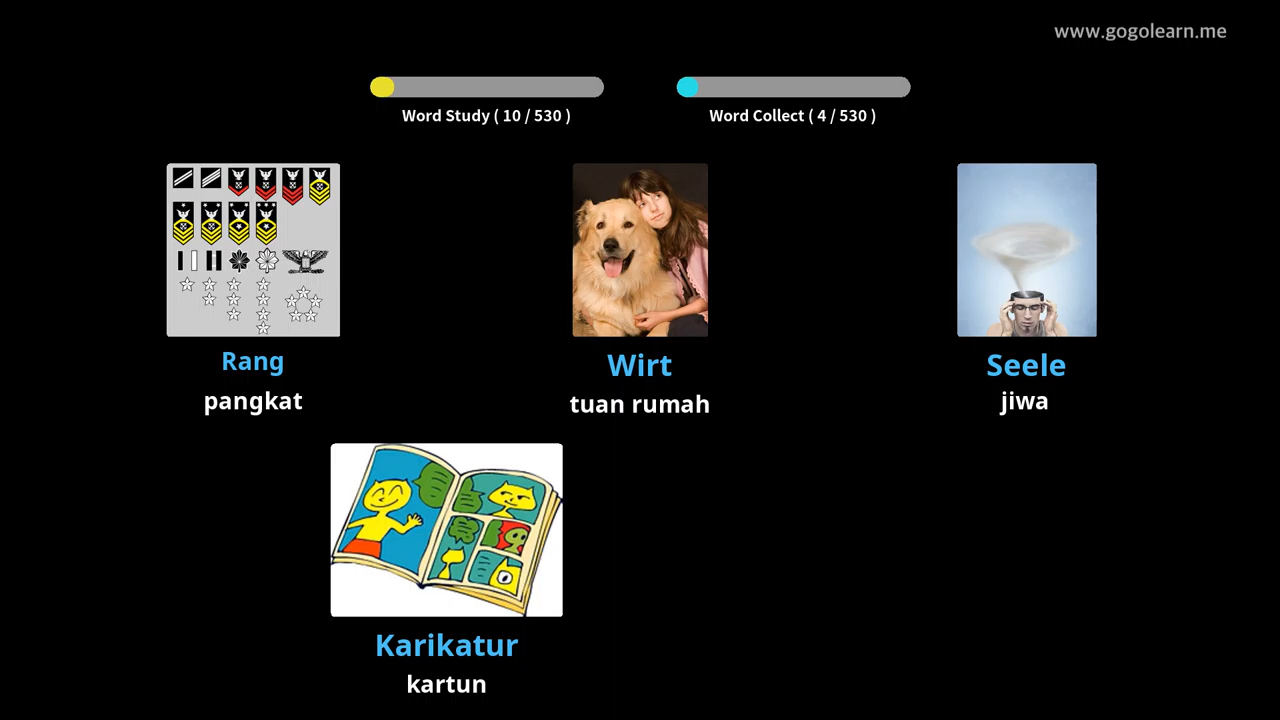 www.gogolearn.me
Word Study ( 10 / 530 )
Word Collect ( 4 / 530 )
Rang
pangkat
Wirt
tuan rumah
Seele
jiwa
Karikatur
kartun